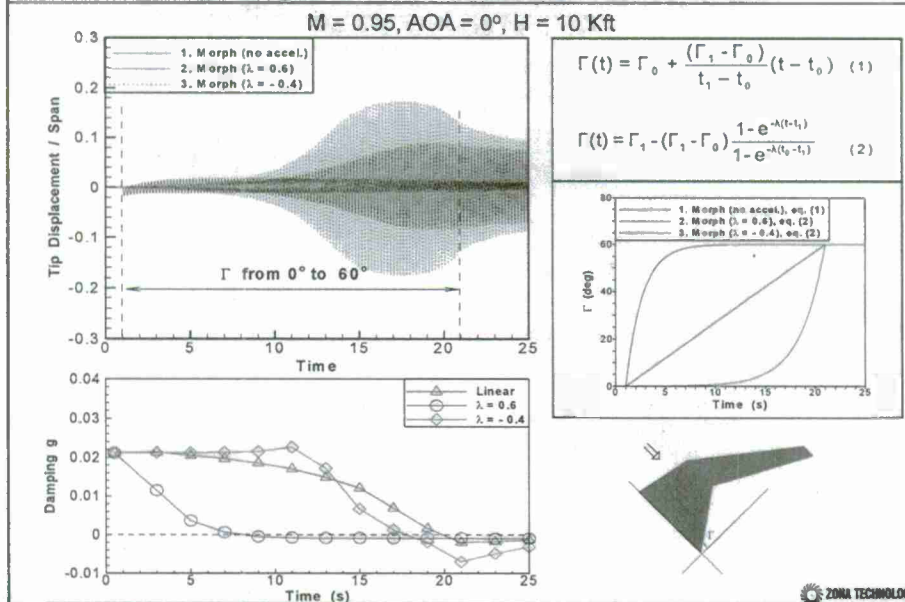 M = 0.95, AOA = 0°, H = 10 Kft
0.3
0.2
0.1
0
-0.1
-0.2
-0.3
Tip Displacement / Span
1. Morph (no accel.)
2. Morph (λ = 0.6)
3. Morph (λ = - 0.4)
Γ from 0° to 60°
0 5 10 15 20 25
Time
Γ(t) = Γ₀ + (Γ₁ - Γ₀) / (t₁ - t₀) (t - t₀) (1)
Γ(t) = Γ₁ - (Γ₁ - Γ₀) (1 - e^-λ(t-t₁)) / (1 - e^-λ(t₀-t₁)) (2)
80
60
40
20
0
Γ (deg)
1. Morph (no accel.), eq. (1)
2. Morph (λ = 0.6), eq. (2)
3. Morph (λ = - 0.4), eq. (2)
0 5 10 15 20 25
Time (s)
0.04
0.03
0.02
0.01
0
-0.01
Damping g
Linear
λ = 0.6
λ = - 0.4
0 5 10 15 20 25
Time (s)
Γ
ZONA TECHNOLO